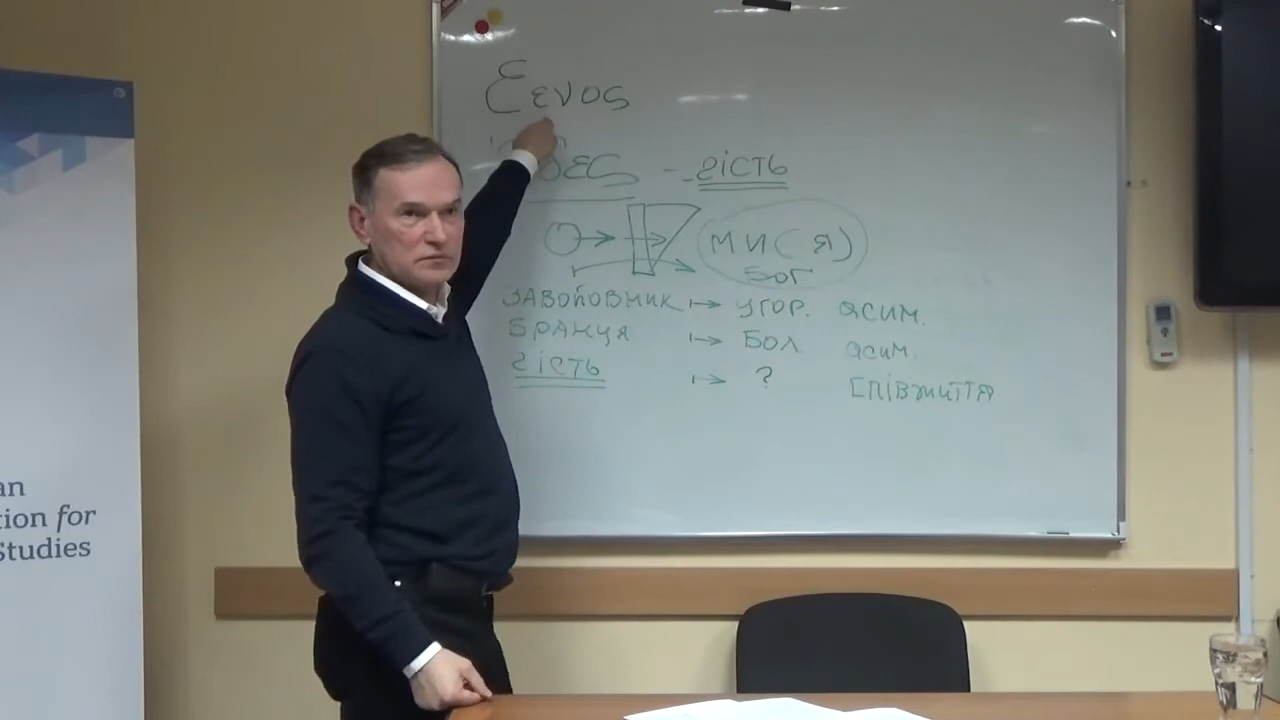 an
tion for
Studies
ξενος
– гість
МИ(Я)
БОГ
ЗАВОЙОВНИК ↦ УГОР. асим.
БРАНЦЯ ↦ БОЛ асим.
гість ↦ ? СПІВЖИТТЯ